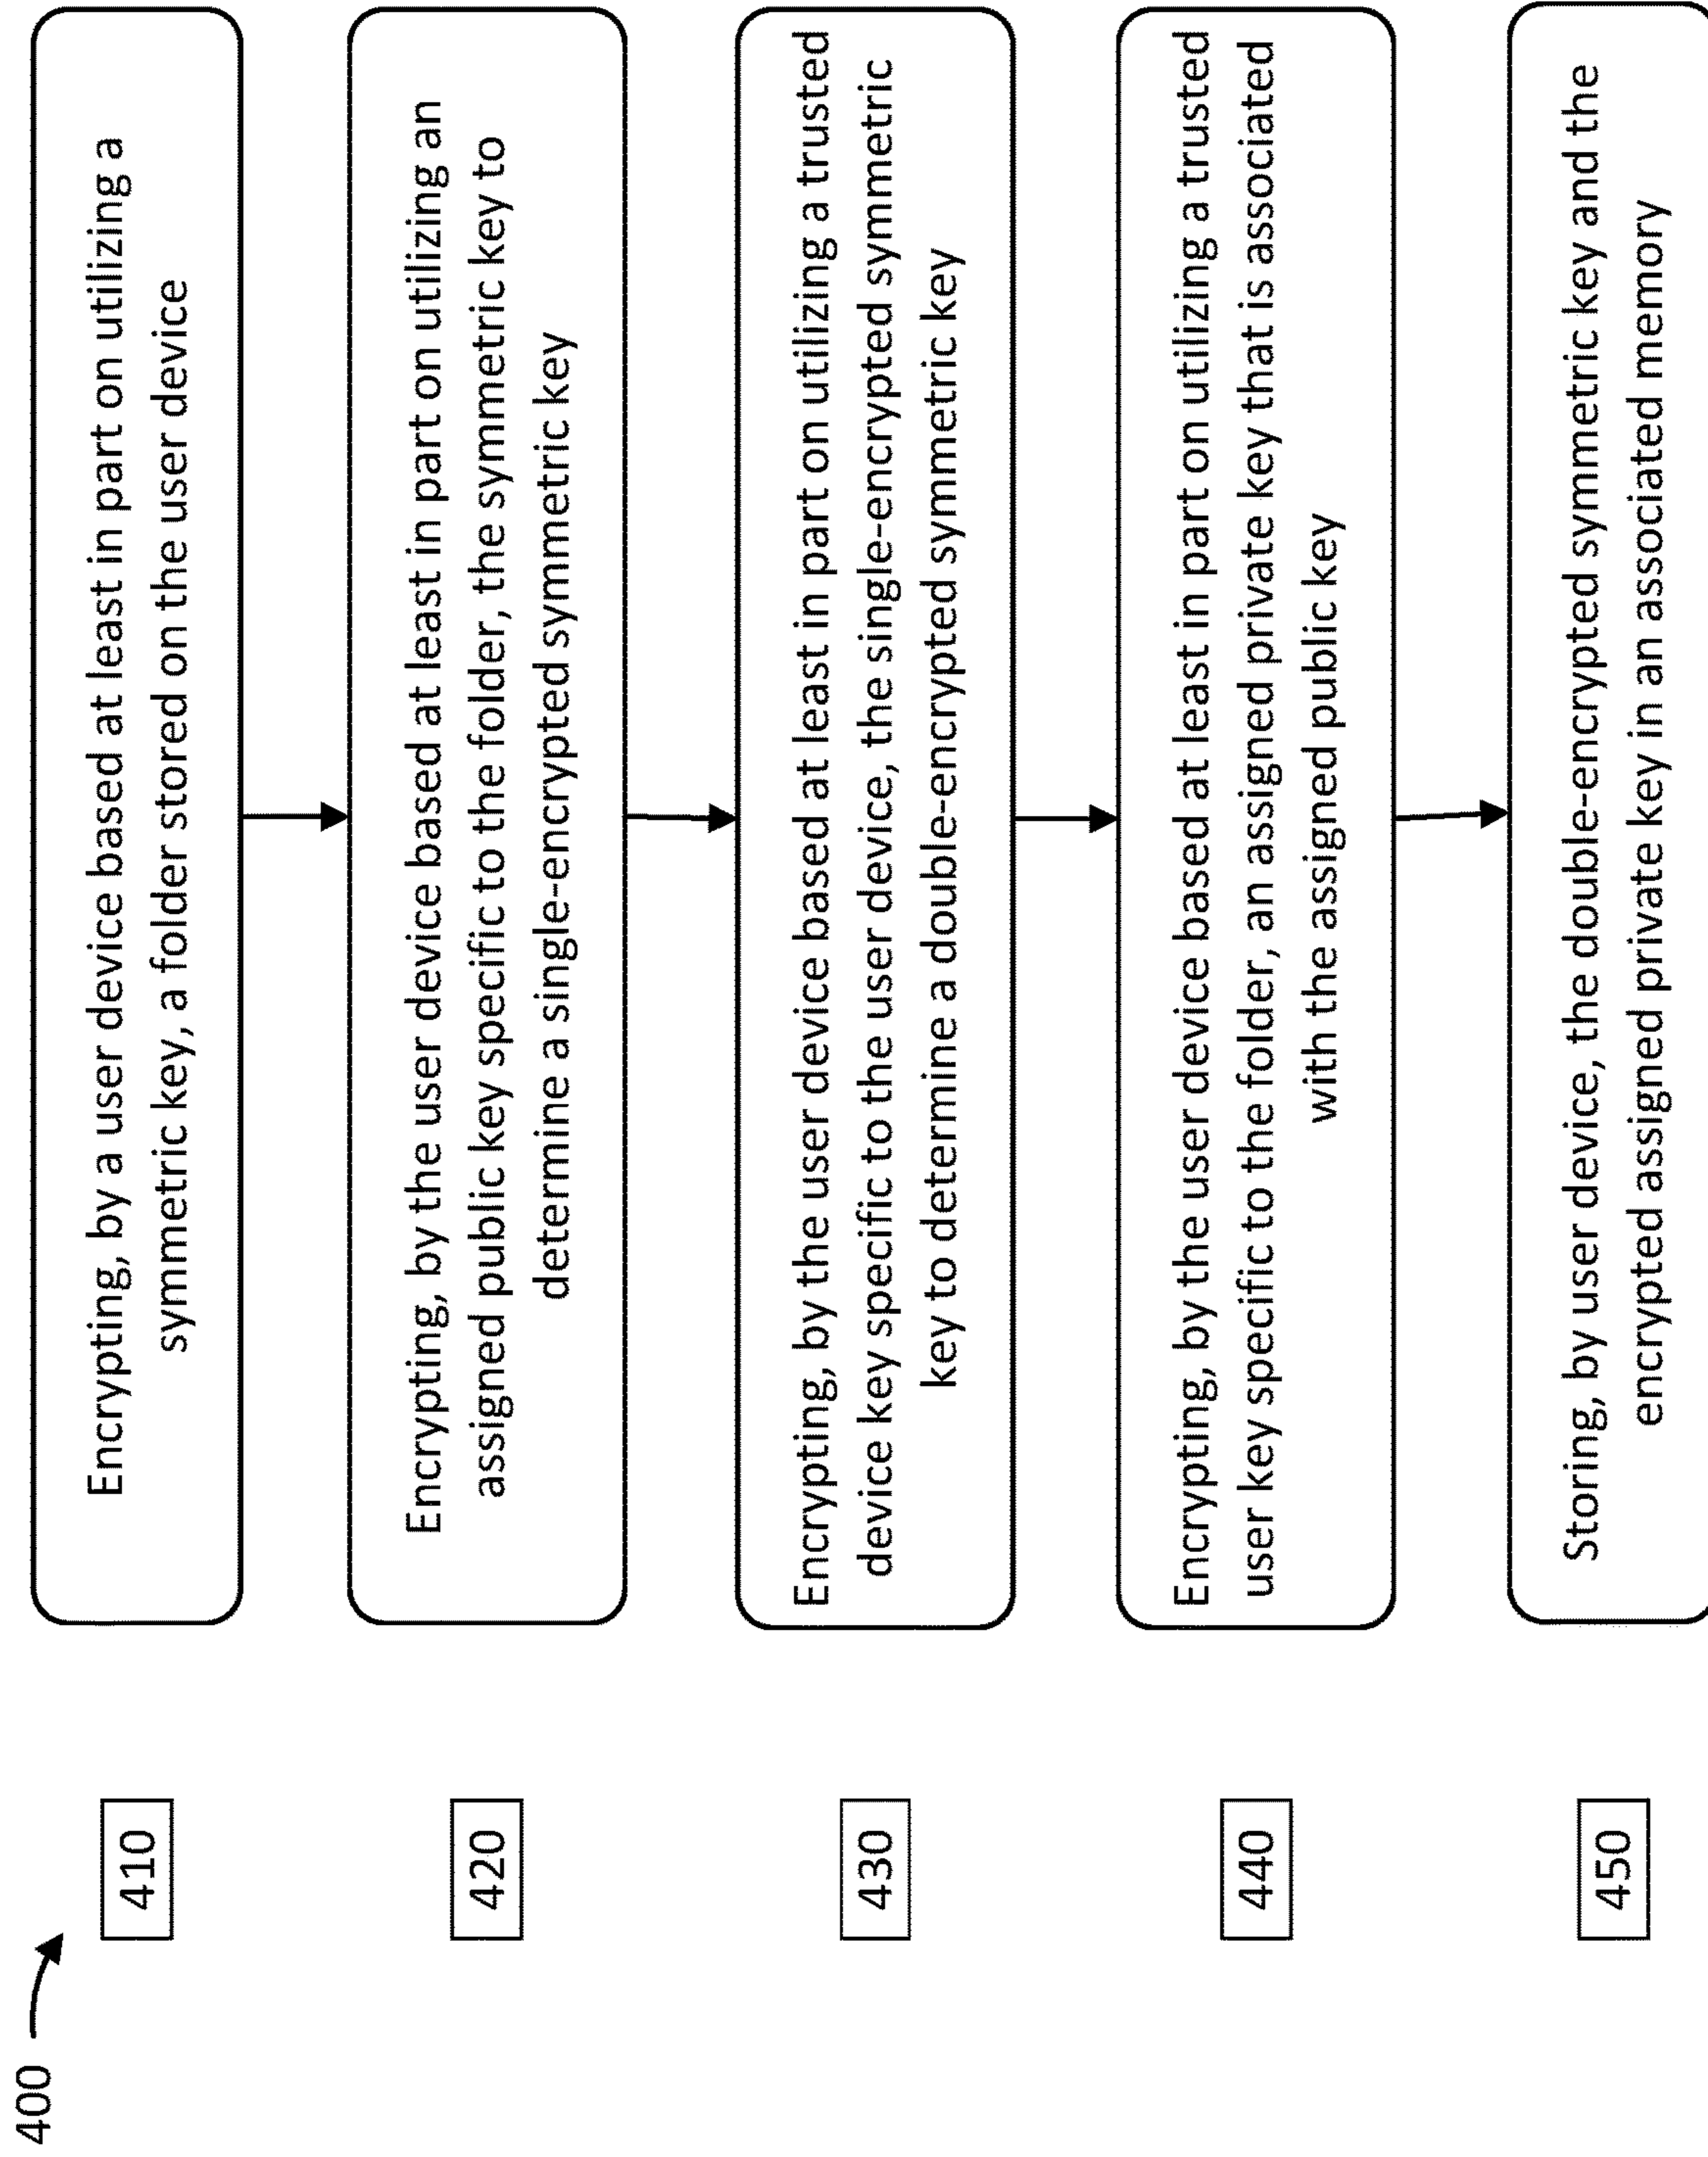 400
410
Encrypting, by a user device based at least in part on utilizing a
symmetric key, a folder stored on the user device
420
Encrypting, by the user device based at least in part on utilizing an
assigned public key specific to the folder, the symmetric key to
determine a single-encrypted symmetric key
430
Encrypting, by the user device based at least in part on utilizing a trusted
device key specific to the user device, the single-encrypted symmetric
key to determine a double-encrypted symmetric key
440
Encrypting, by the user device based at least in part on utilizing a trusted
user key specific to the folder, an assigned private key that is associated
with the assigned public key
450
Storing, by user device, the double-encrypted symmetric key and the
encrypted assigned private key in an associated memory